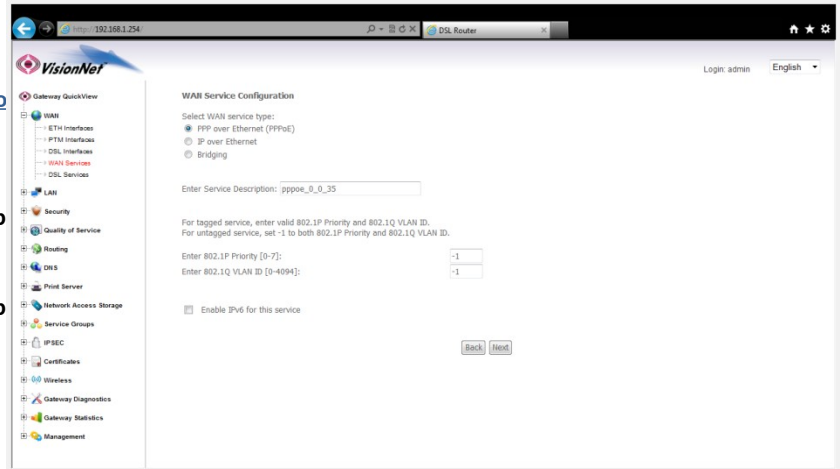 http://192.168.1.254/
DSL Router
VisionNet
Login: admin
English
Gateway QuickView
WAN
ETH Interfaces
PTM Interfaces
DSL Interfaces
WAN Services
DSL Services
LAN
Security
Quality of Service
Routing
DNS
Print Server
Network Access Storage
Service Groups
IPSEC
Certificates
Wireless
Gateway Diagnostics
Gateway Statistics
Management
WAN Service Configuration
Select WAN service type:
PPP over Ethernet (PPPoE)
IP over Ethernet
Bridging
Enter Service Description: pppoe_0_0_35
For tagged service, enter valid 802.1P Priority and 802.1Q VLAN ID.
For untagged service, set -1 to both 802.1P Priority and 802.1Q VLAN ID.
Enter 802.1P Priority [0-7]: -1
Enter 802.1Q VLAN ID [0-4094]: -1
Enable IPv6 for this service
Back Next